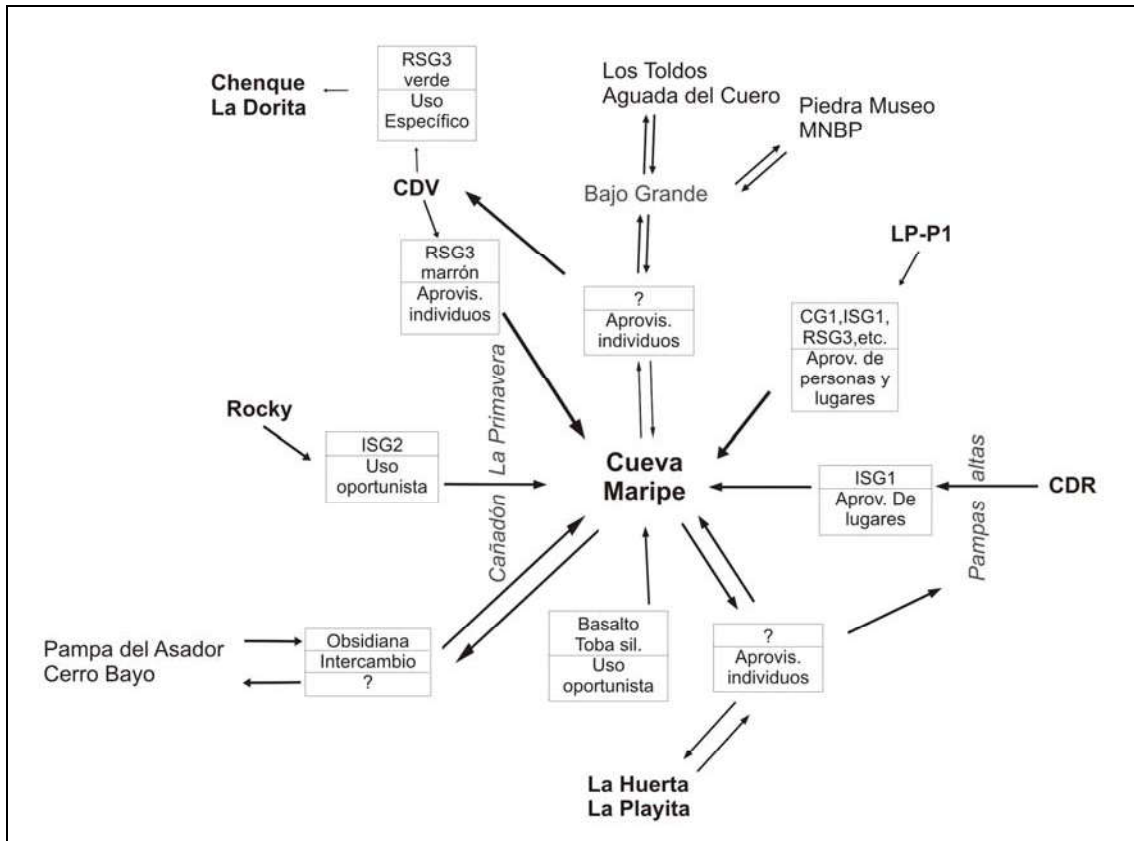 RSG3
verde
Uso
Específico
Chenque
La Dorita
Los Toldos
Aguada del Cuero
Piedra Museo
MNBP
CDV
Bajo Grande
LP-P1
RSG3
marrón
Aprovis.
individuos
?
Aprovis.
individuos
CG1,ISG1,
RSG3,etc.
Aprov. de
personas y
lugares
Rocky
ISG2
Uso
oportunista
Cañadón La Primavera
Cueva
Maripe
ISG1
Aprov. De
lugares
Pampas altas
CDR
Pampa del Asador
Cerro Bayo
Obsidiana
Intercambio
?
Basalto
Toba sil.
Uso
oportunista
?
Aprovis.
individuos
La Huerta
La Playita